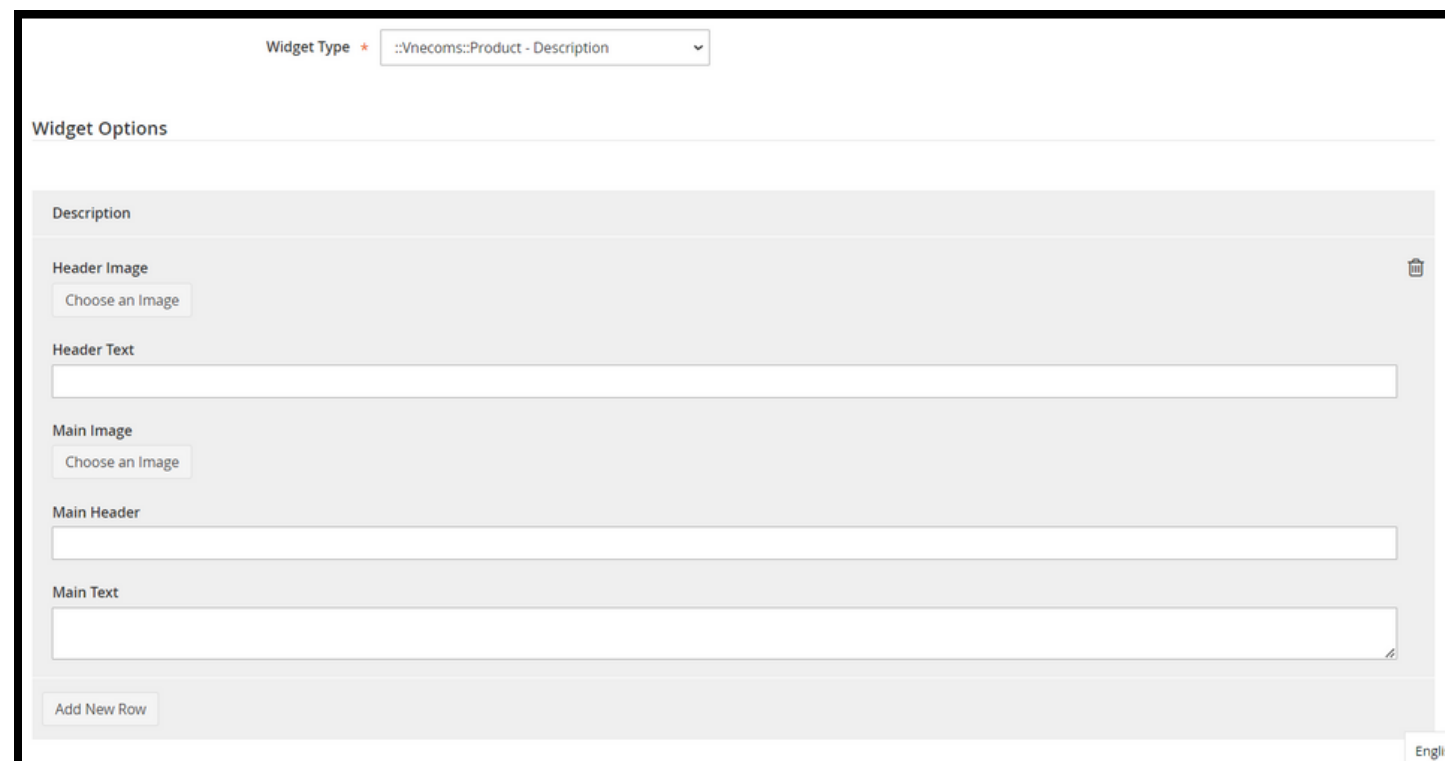 Widget Type * ::Vnecoms::Product - Description
Widget Options
Description
Header Image
Choose an Image
Header Text
Main Image
Choose an Image
Main Header
Main Text
Add New Row
Engli